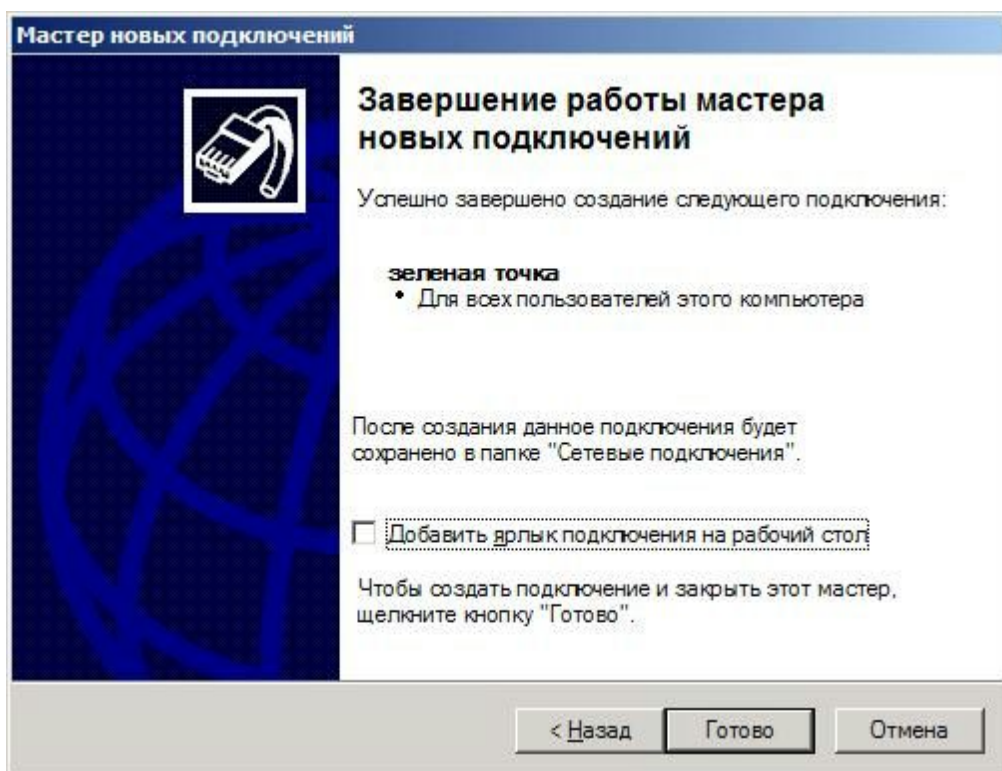 Мастер новых подключений
Завершение работы мастера
новых подключений
Успешно завершено создание следующего подключения:
зеленая точка
• Для всех пользователей этого компьютера
После создания данное подключения будет
сохранено в папке "Сетевые подключения".
Добавить ярлык подключения на рабочий стол
Чтобы создать подключение и закрыть этот мастер,
щелкните кнопку "Готово".
< Назад Готово Отмена